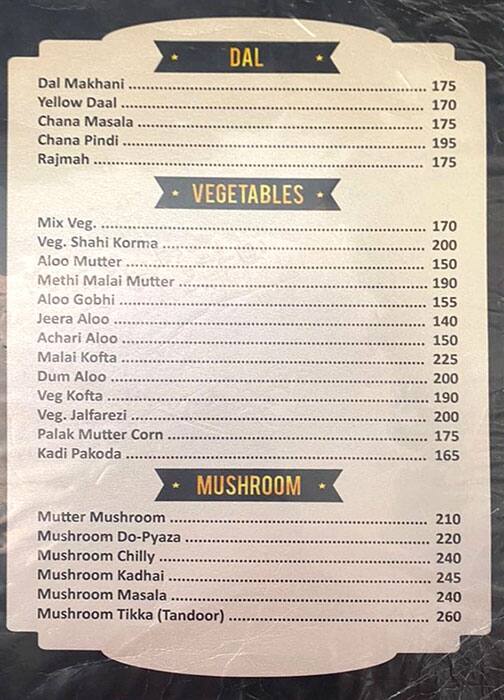 DAL
Dal Makhani 175
Yellow Daal 170
Chana Masala 175
Chana Pindi 195
Rajmah 175
VEGETABLES
Mix Veg. 170
Veg. Shahi Korma 200
Aloo Mutter 150
Methi Malai Mutter 190
Aloo Gobhi 155
Jeera Aloo 140
Achari Aloo 150
Malai Kofta 225
Dum Aloo 200
Veg Kofta 190
Veg. Jalfarezi 200
Palak Mutter Corn 175
Kadi Pakoda 165
MUSHROOM
Mutter Mushroom 210
Mushroom Do-Pyaza 220
Mushroom Chilly 240
Mushroom Kadhai 245
Mushroom Masala 240
Mushroom Tikka (Tandoor) 260